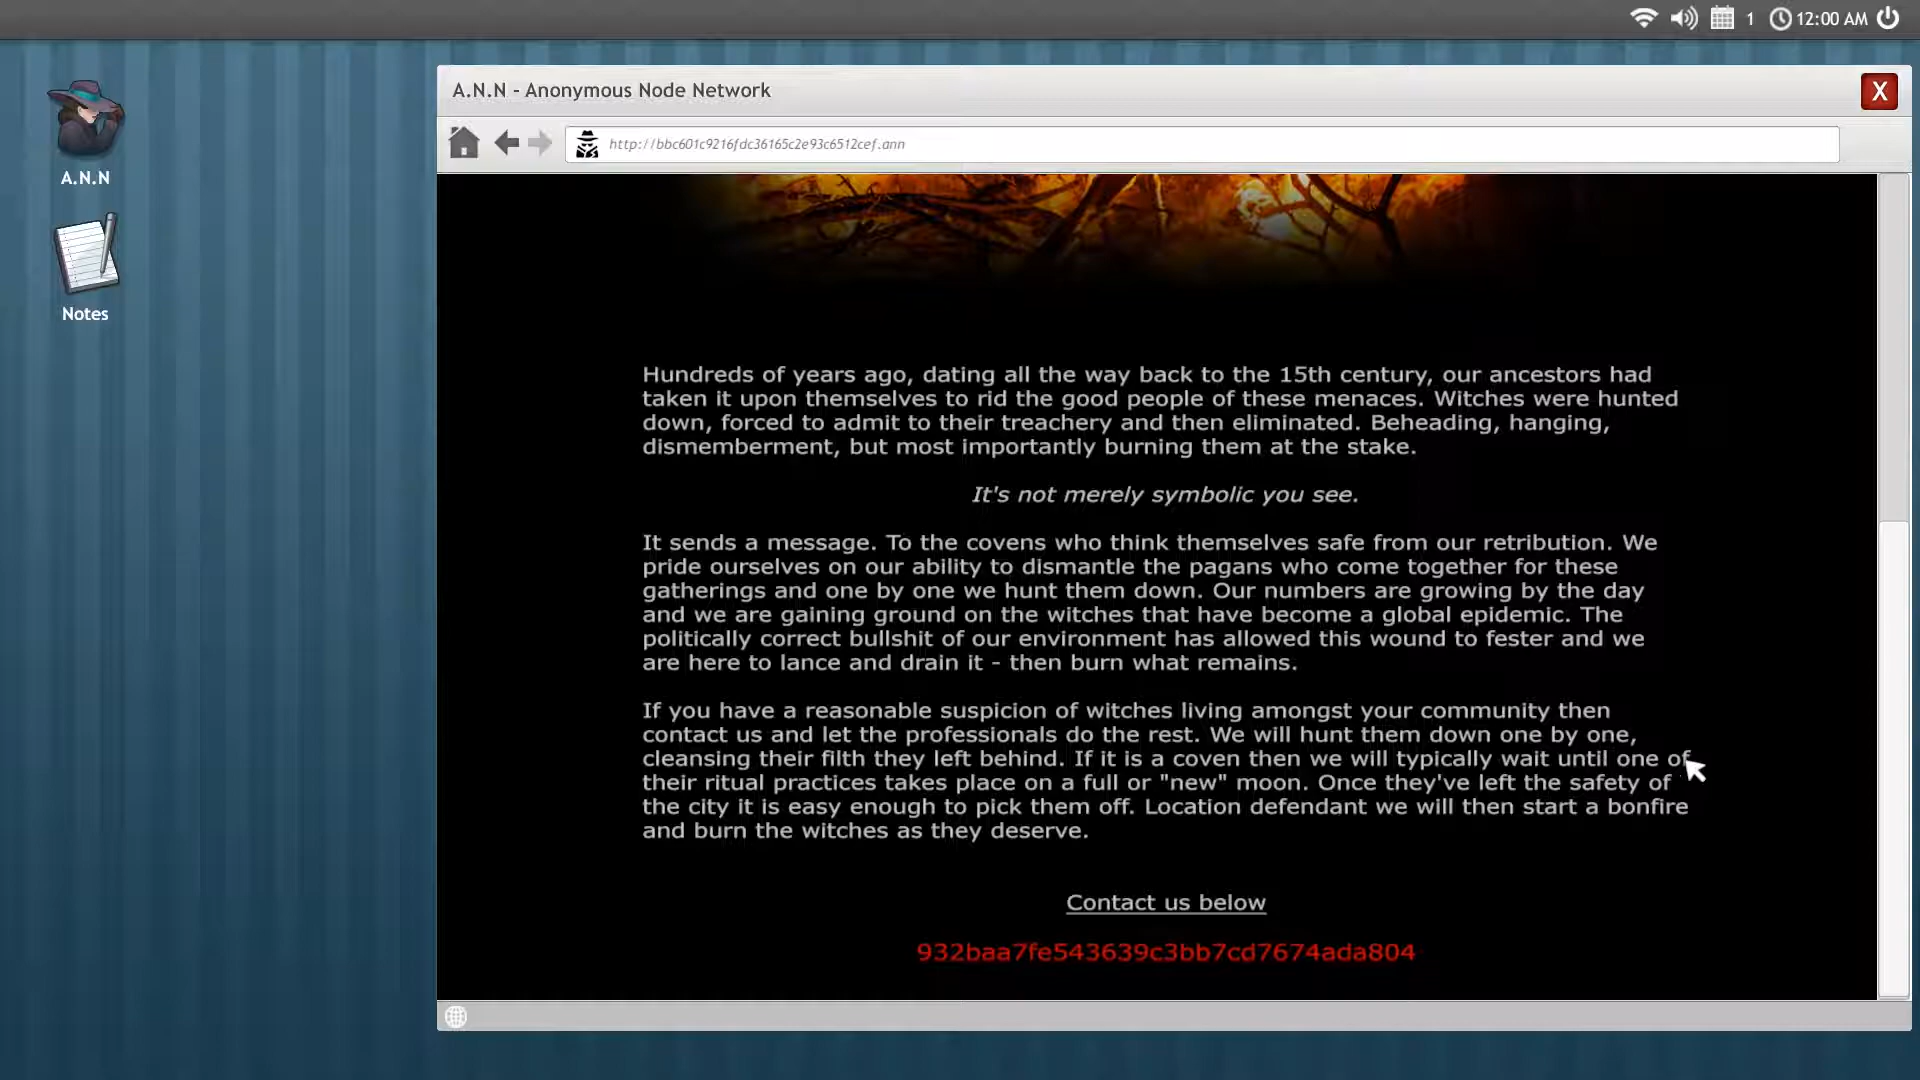 1 12:00 AM
A.N.N - Anonymous Node Network
X
http://bbc601c9216fdc36165c2e93c6512cef.ann
A.N.N
Notes
Hundreds of years ago, dating all the way back to the 15th century, our ancestors had
taken it upon themselves to rid the good people of these menaces. Witches were hunted
down, forced to admit to their treachery and then eliminated. Beheading, hanging,
dismemberment, but most importantly burning them at the stake.
It's not merely symbolic you see.
It sends a message. To the covens who think themselves safe from our retribution. We
pride ourselves on our ability to dismantle the pagans who come together for these
gatherings and one by one we hunt them down. Our numbers are growing by the day
and we are gaining ground on the witches that have become a global epidemic. The
politically correct bullshit of our environment has allowed this wound to fester and we
are here to lance and drain it - then burn what remains.
If you have a reasonable suspicion of witches living amongst your community then
contact us and let the professionals do the rest. We will hunt them down one by one,
cleansing their filth they left behind. If it is a coven then we will typically wait until one of
their ritual practices takes place on a full or "new" moon. Once they've left the safety of
the city it is easy enough to pick them off. Location defendant we will then start a bonfire
and burn the witches as they deserve.
Contact us below
932baa7fe543639c3bb7cd7674ada804